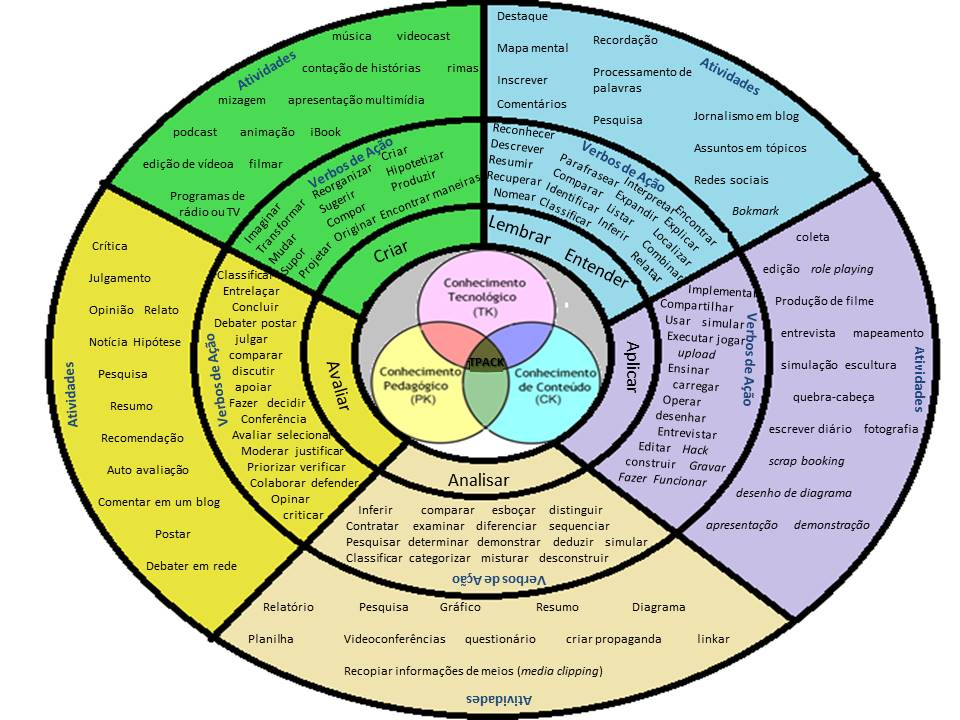 Atividades
música videocast
contação de histórias rimas
mizagem apresentação multimídia
podcast animação iBook
edição de vídeoa filmar
Programas de
rádio ou TV
Verbos de Ação
Criar
Reorganizar Hipotetizar
Imaginar
Transformar
Sugerir Produzir
Mudar
Compor
Supor
Originar Encontrar maneiras
Projetar
Criar
Destaque
Recordação
Mapa mental
Processamento de
palavras
Inscrever
Comentários
Pesquisa
Atividades
Jornalismo em blog
Assuntos em tópicos
Redes sociais
Bokmark
Verbos de Ação
Reconhecer
Descrever
Resumir
Recuperar
Nomear
Parafrasear
Comparar
Identificar
Classificar
Interpretar
Expandir
Listar
Inferir
Encontrar
Explicar
Localizar
Combinar
Relatar
Lembrar Entender
coleta
edição role playing
Produção de filme
entrevista mapeamento
simulação escultura
quebra-cabeça
escrever diário fotografia
scrap booking
desenho de diagrama
apresentação demonstração
Atividades
Verbos de Ação
Implementar
Compartilhar
Usar simular
Executar jogar
upload
Ensinar
carregar
Operar
desenhar
Entrevistar
Editar Hack
construir Gravar
Fazer Funcionar
Aplicar
Analisar
Inferir comparar esboçar distinguir
Contratar examinar diferenciar sequenciar
Pesquisar determinar demonstrar deduzir simular
Classificar categorizar misturar desconstruir
Verbos de Ação
Relatório Pesquisa Gráfico Resumo Diagrama
Planilha Videoconferências questionário criar propaganda linkar
Recopiar informações de meios (media clipping)
Atividades
Crítica
Julgamento
Opinião Relato
Notícia Hipótese
Pesquisa
Resumo
Recomendação
Auto avaliação
Comentar em um blog
Postar
Debater em rede
Atividades
Verbos de Ação
Classificar
Entrelaçar
Concluir
Debater postar
julgar
comparar
discutir
apoiar
Fazer decidir
Conferência
Avaliar selecionar
Moderar justificar
Priorizar verificar
Colaborar defender
Opinar
criticar
Avaliar
Conhecimento
Tecnológico
(TK)
TPACK
Conhecimento
Pedagógico
(PK)
Conhecimento
de Conteúdo
(CK)